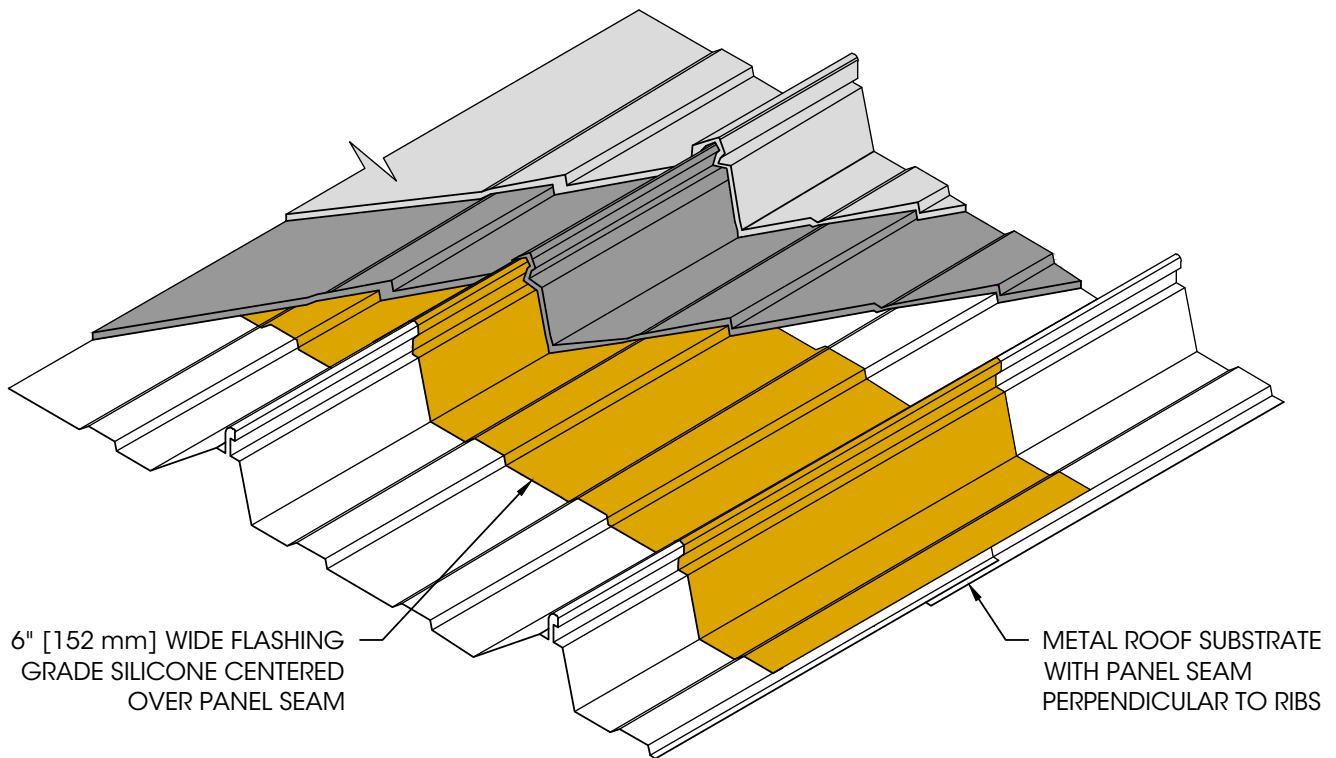 6" [152 mm] WIDE FLASHING
GRADE SILICONE CENTERED
OVER PANEL SEAM
METAL ROOF SUBSTRATE
WITH PANEL SEAM
PERPENDICULAR TO RIBS